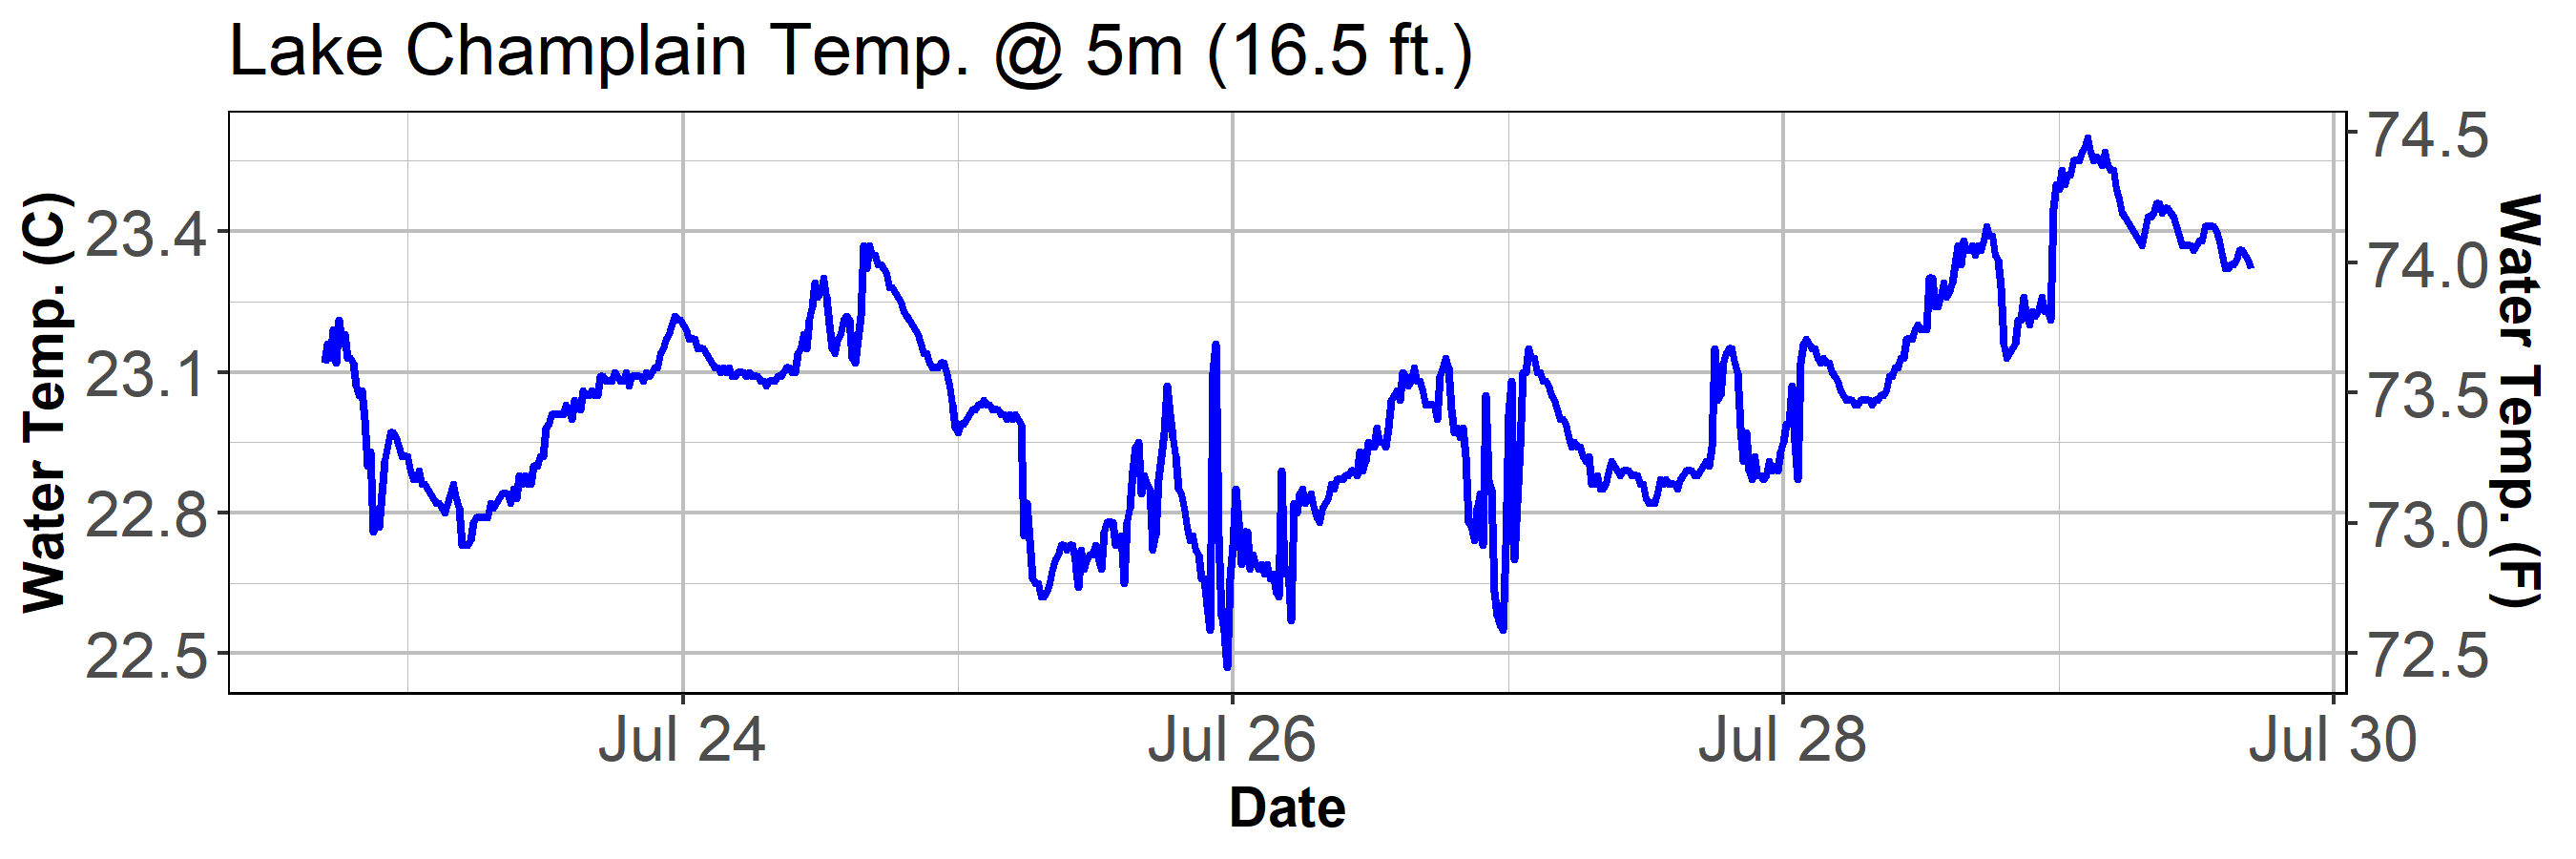 Lake Champlain Temp. @ 5m (16.5 ft.)
Water Temp. (C)
23.4
23.1
22.8
22.5
74.5
74.0
73.5
73.0
72.5
Water Temp. (F)
Jul 24 Jul 26 Jul 28 Jul 30
Date